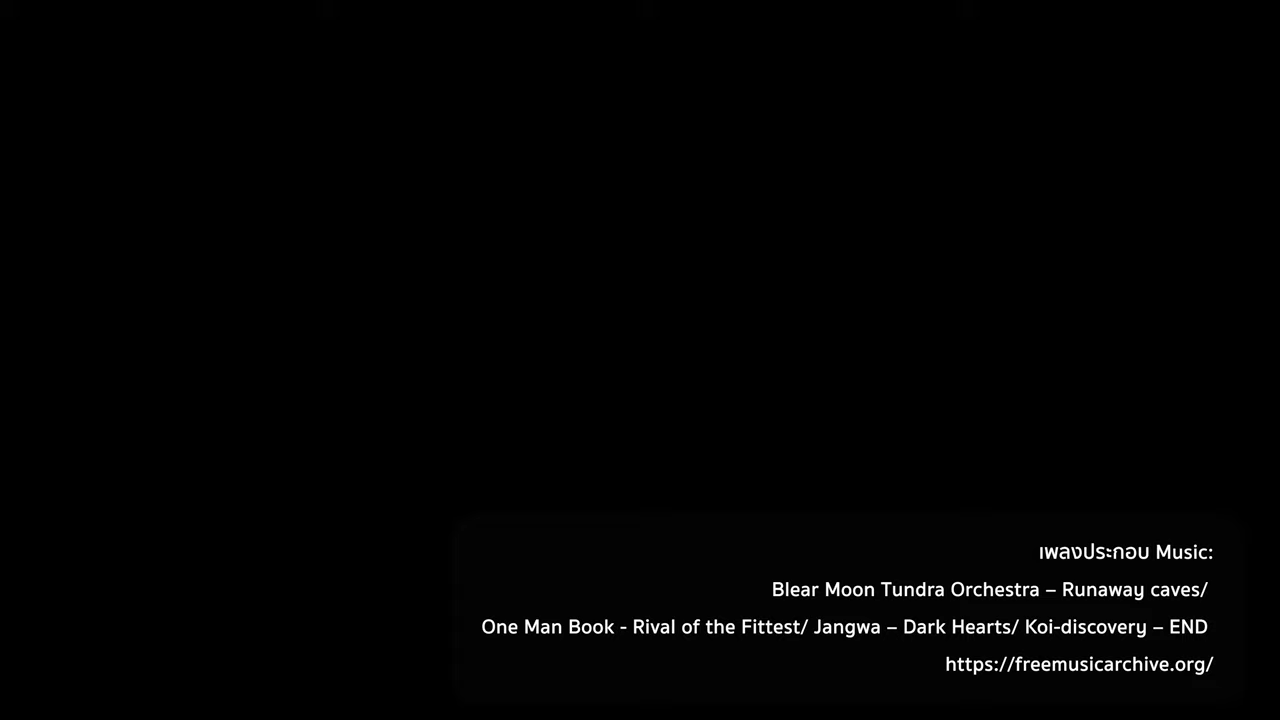 เพลงประกอบ Music:
Blear Moon Tundra Orchestra – Runaway caves/
One Man Book - Rival of the Fittest/ Jangwa – Dark Hearts/ Koi-discovery – END
https://freemusicarchive.org/